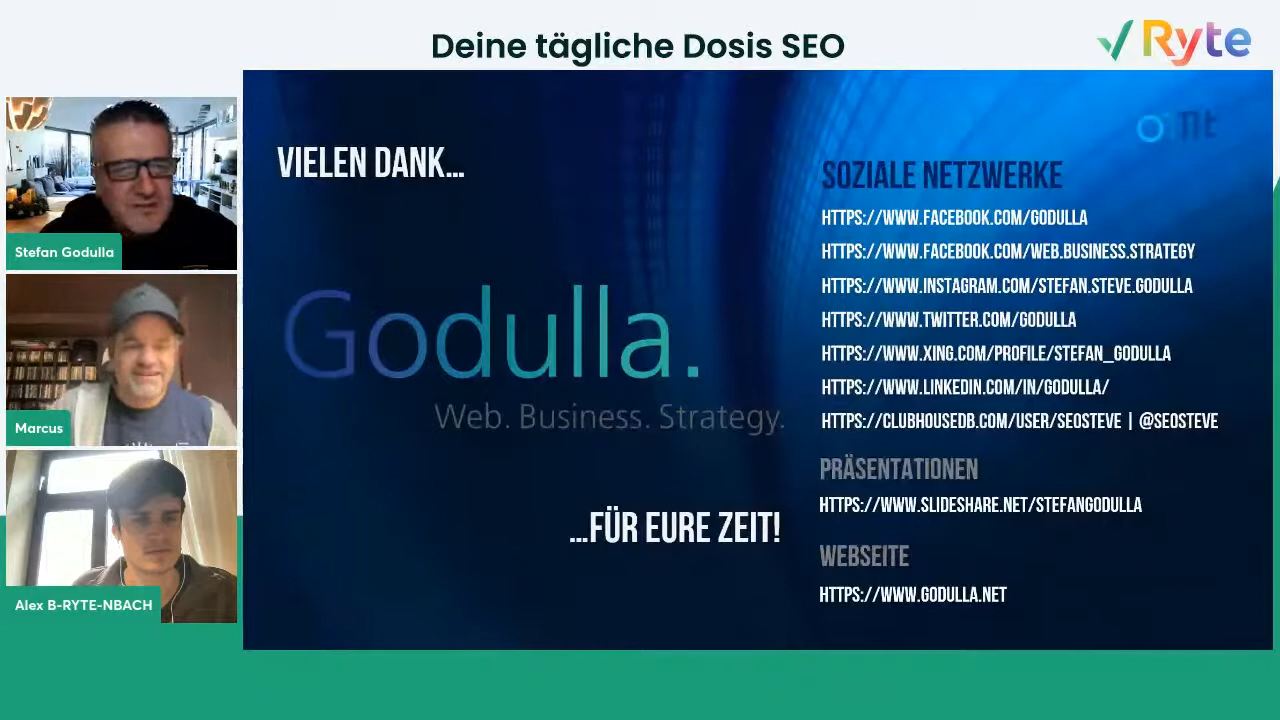 Deine tägliche Dosis SEO
Ryte
Stefan Godulla
Marcus
Alex B-RYTE-NBACH
VIELEN DANK...
Godulla.
Web. Business. Strategy.
...FÜR EURE ZEIT!
SOZIALE NETZWERKE
HTTPS://WWW.FACEBOOK.COM/GODULLA
HTTPS://WWW.FACEBOOK.COM/WEB.BUSINESS.STRATEGY
HTTPS://WWW.INSTAGRAM.COM/STEFAN.STEVE.GODULLA
HTTPS://WWW.TWITTER.COM/GODULLA
HTTPS://WWW.XING.COM/PROFILE/STEFAN_GODULLA
HTTPS://WWW.LINKEDIN.COM/IN/GODULLA/
HTTPS://CLUBHOUSEDB.COM/USER/SEOSTEVE | @SEOSTEVE
PRÄSENTATIONEN
HTTPS://WWW.SLIDESHARE.NET/STEFANGODULLA
WEBSEITE
HTTPS://WWW.GODULLA.NET